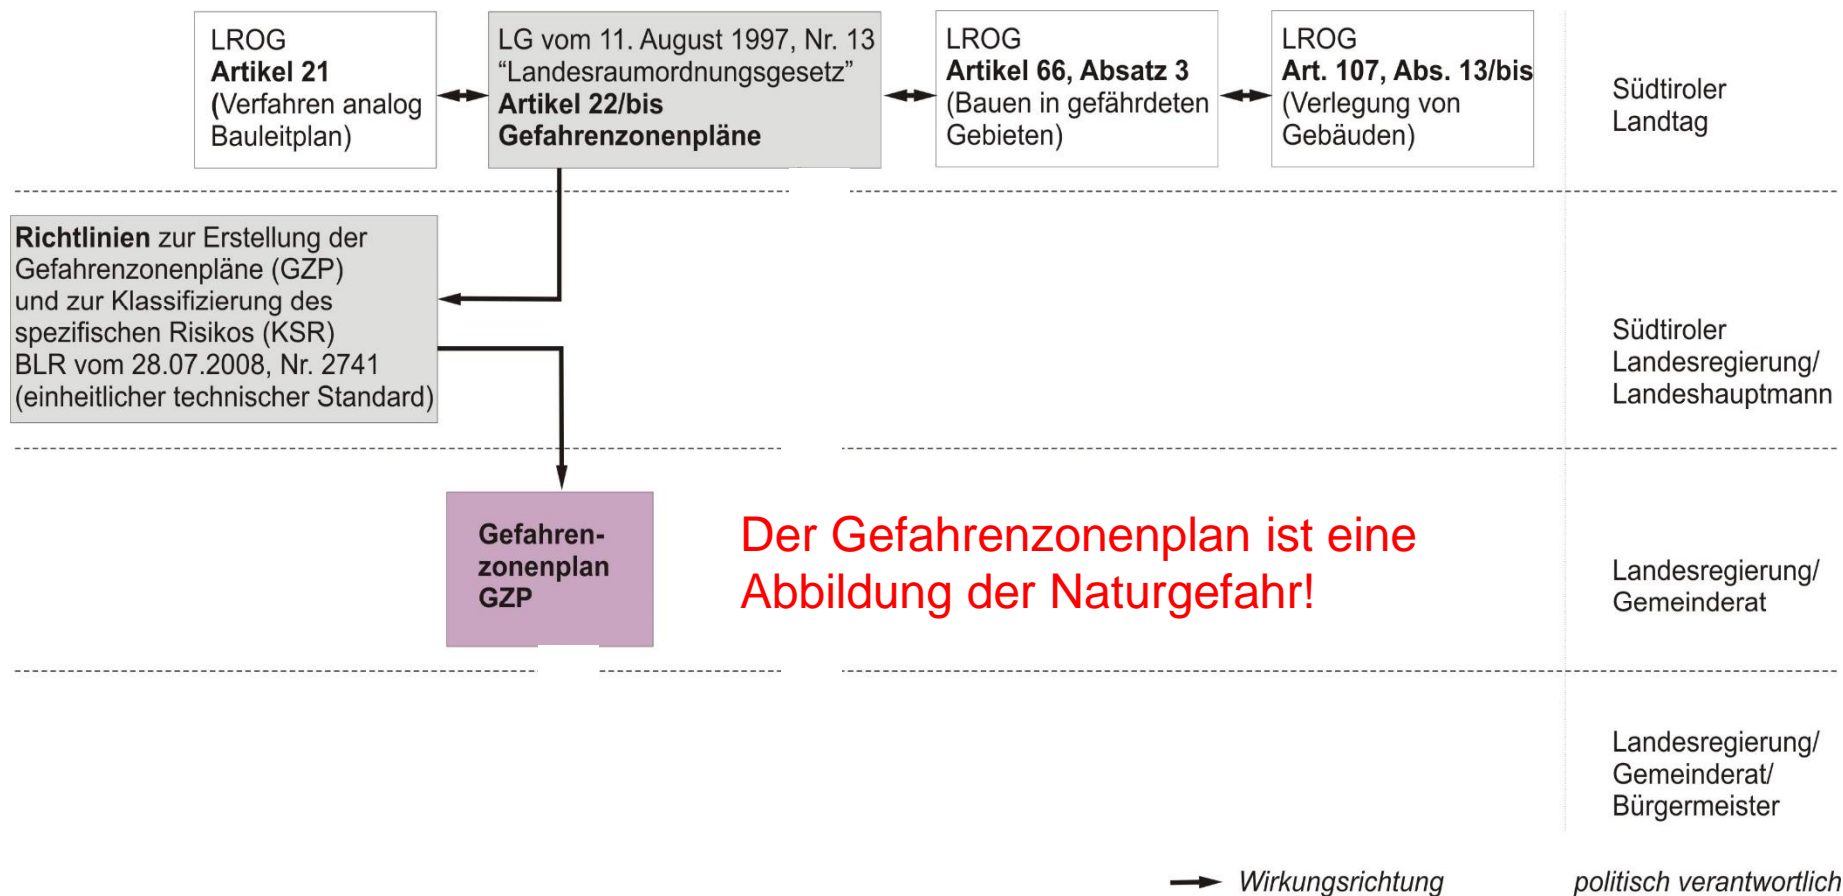 LROG
Artikel 21
(Verfahren analog
Bauleitplan)
LG vom 11. August 1997, Nr. 13
“Landesraumordnungsgesetz”
Artikel 22/bis
Gefahrenzonenpläne
LROG
Artikel 66, Absatz 3
(Bauen in gefährdeten
Gebieten)
LROG
Art. 107, Abs. 13/bis
(Verlegung von
Gebäuden)
Südtiroler
Landtag
Richtlinien zur Erstellung der
Gefahrenzonenpläne (GZP)
und zur Klassifizierung des
spezifischen Risikos (KSR)
BLR vom 28.07.2008, Nr. 2741
(einheitlicher technischer Standard)
Südtiroler
Landesregierung/
Landeshauptmann
Gefahren-
zonenplan
GZP
Der Gefahrenzonenplan ist eine
Abbildung der Naturgefahr!
Landesregierung/
Gemeinderat
Landesregierung/
Gemeinderat/
Bürgermeister
Wirkungsrichtung
politisch verantwortlich